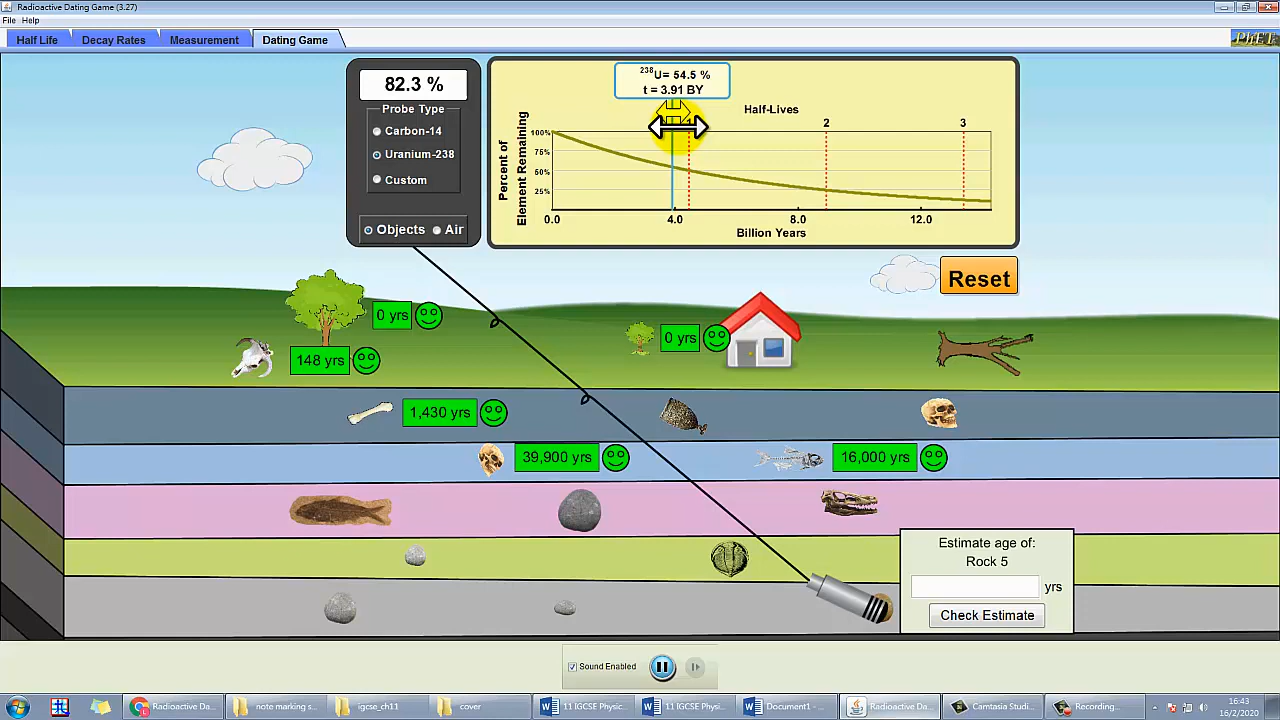 Radioactive Dating Game (3.27)
File Help
Half Life Decay Rates Measurement Dating Game
PhET
82.3 %
Probe Type
Carbon-14
Uranium-238
Custom
Objects Air
238U= 54.5 %
t = 3.91 BY
Half-Lives
1 2 3
Percent of
Element Remaining
100%
75%
50%
25%
0.0 4.0 8.0 12.0
Billion Years
Reset
0 yrs
0 yrs
148 yrs
1,430 yrs
39,900 yrs
16,000 yrs
Estimate age of:
Rock 5
yrs
Check Estimate
Sound Enabled
Radioactive Da...
note marking s...
igcse_ch11
cover
11 IGCSE Physic...
11 IGCSE Physi...
Document1 - ...
Radioactive Da...
Camtasia Studi...
Recording...
16:43
16/2/2020